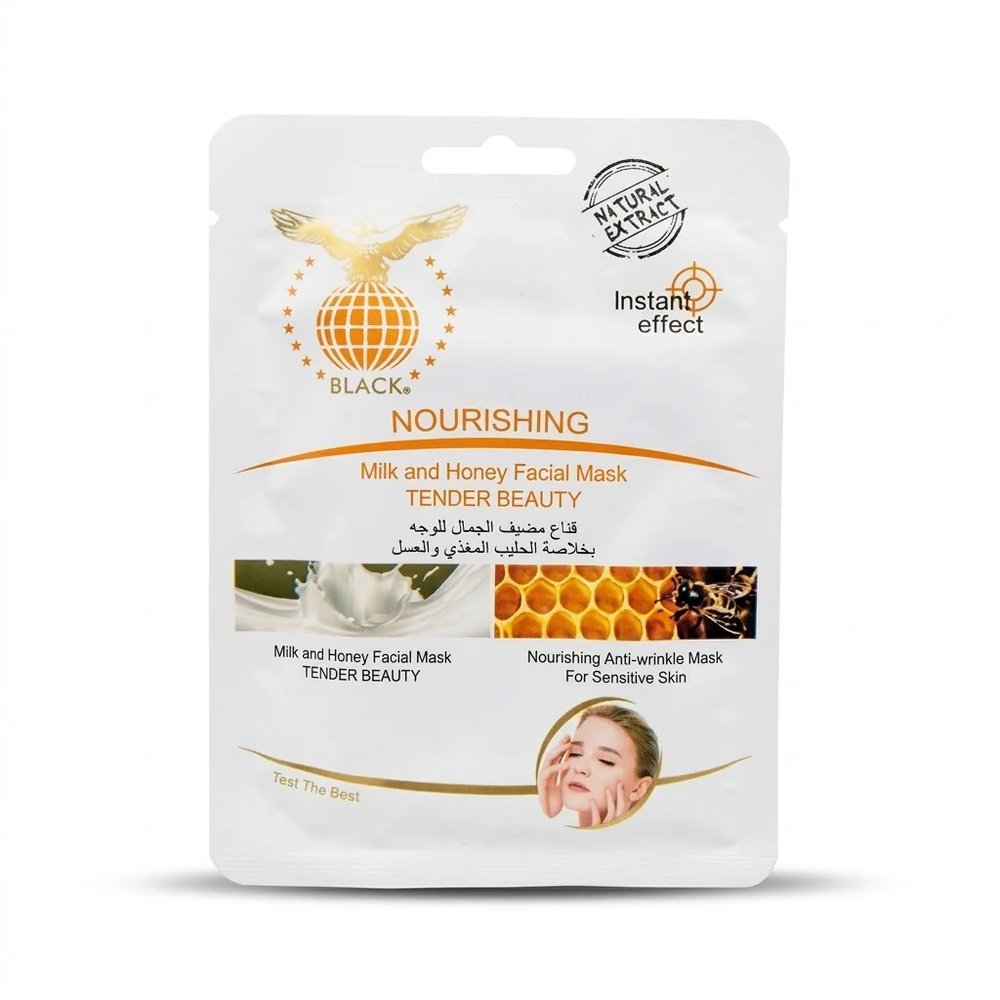 NATURAL
EXTRACT
Instant
effect
BLACK®
NOURISHING
Milk and Honey Facial Mask
TENDER BEAUTY
قناع مضيف الجمال للوجه
بخلاصة الحليب المغذي والعسل
Milk and Honey Facial Mask
TENDER BEAUTY
Nourishing Anti-wrinkle Mask
For Sensitive Skin
Test The Best